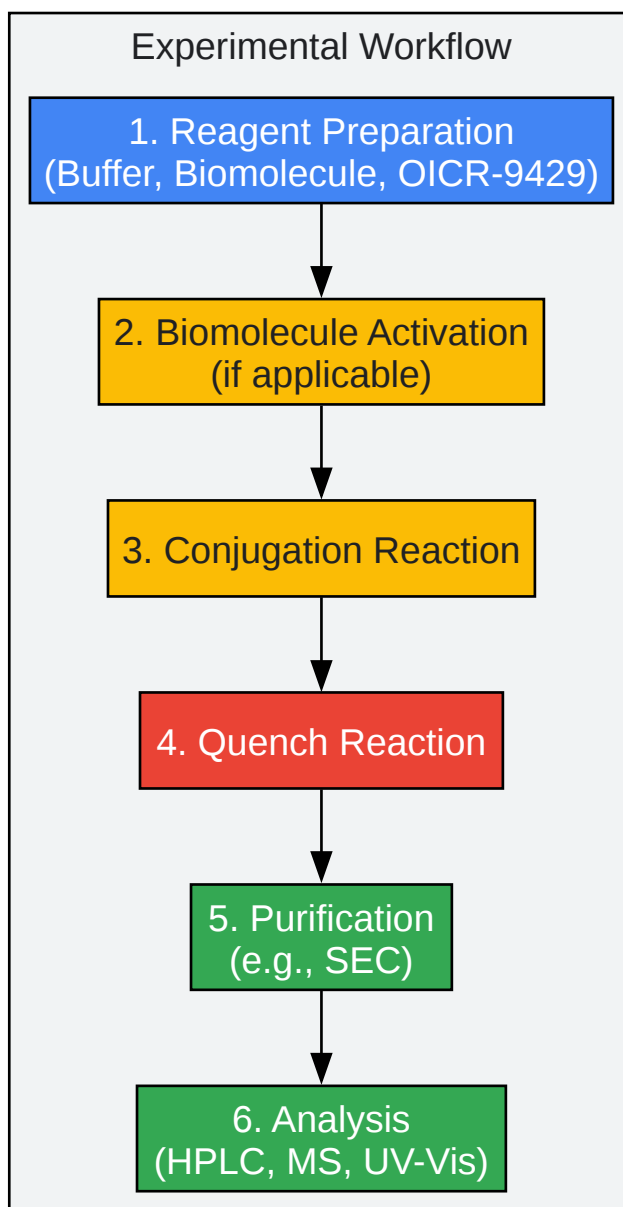 Experimental Workflow
1. Reagent Preparation
(Buffer, Biomolecule, OICR-9429)
2. Biomolecule Activation
(if applicable)
3. Conjugation Reaction
4. Quench Reaction
5. Purification
(e.g., SEC)
6. Analysis
(HPLC, MS, UV-Vis)